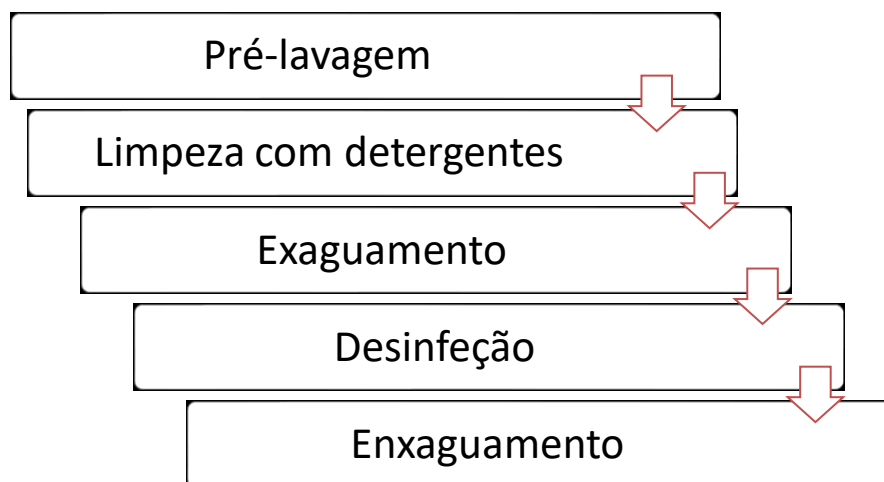 Pré-lavagem
Limpeza com detergentes
Exaguamento
Desinfeção
Enxaguamento